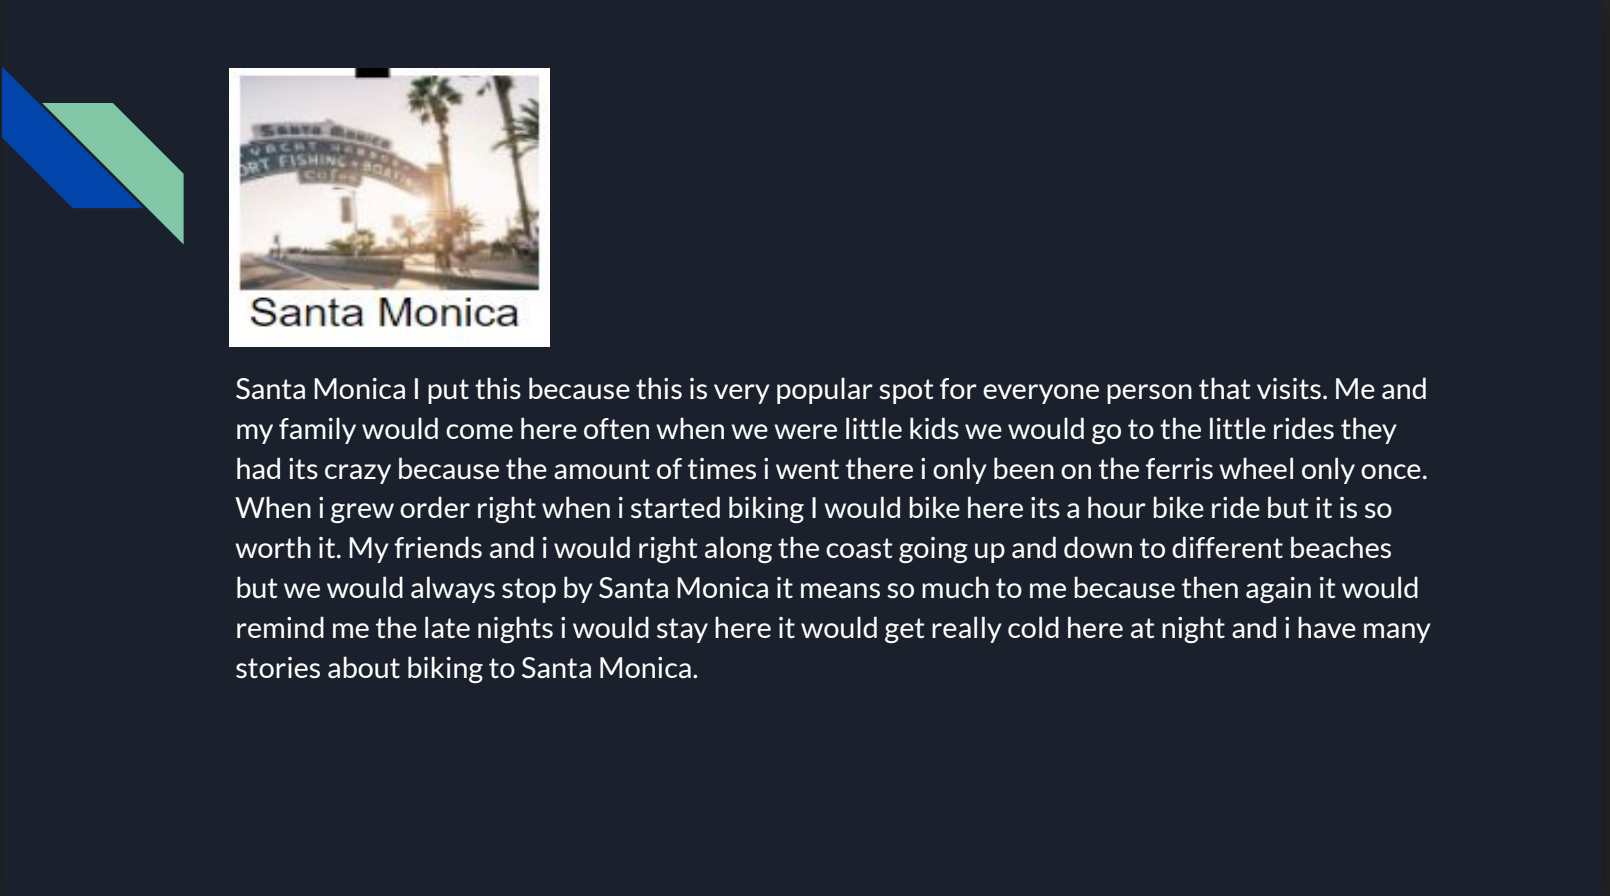 Santa Monica
YACHT HARBOR
ORT FISHING BOATING
Cafes
Santa Monica
Santa Monica I put this because this is very popular spot for everyone person that visits. Me and
my family would come here often when we were little kids we would go to the little rides they
had its crazy because the amount of times i went there i only been on the ferris wheel only once.
When i grew order right when i started biking I would bike here its a hour bike ride but it is so
worth it. My friends and i would right along the coast going up and down to different beaches
but we would always stop by Santa Monica it means so much to me because then again it would
remind me the late nights i would stay here it would get really cold here at night and i have many
stories about biking to Santa Monica.